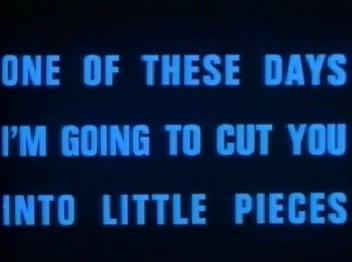 ONE OF THESE DAYS
I'M GOING TO CUT YOU
INTO LITTLE PIECES